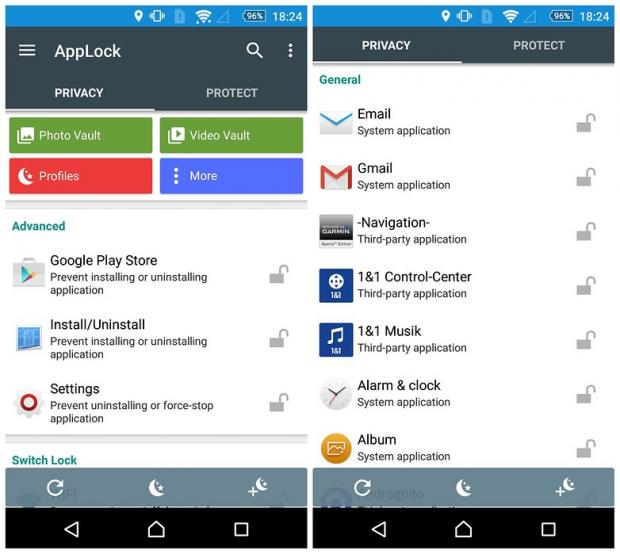 96% 18:24
AppLock
PRIVACY PROTECT
Photo Vault Video Vault
Profiles More
Advanced
Google Play Store
Prevent installing or uninstalling
application
Install/Uninstall
Prevent installing or uninstalling
application
Settings
Prevent uninstalling or force-stop
application
Switch Lock
WiFi
96% 18:24
PRIVACY PROTECT
General
Email
System application
Gmail
System application
GARMIN
Xperia™ Edition
-Navigation-
Third-party application
1&1
1&1 Control-Center
Third-party application
1&1
1&1 Musik
Third-party application
Alarm & clock
System application
Album
System application
Androgito